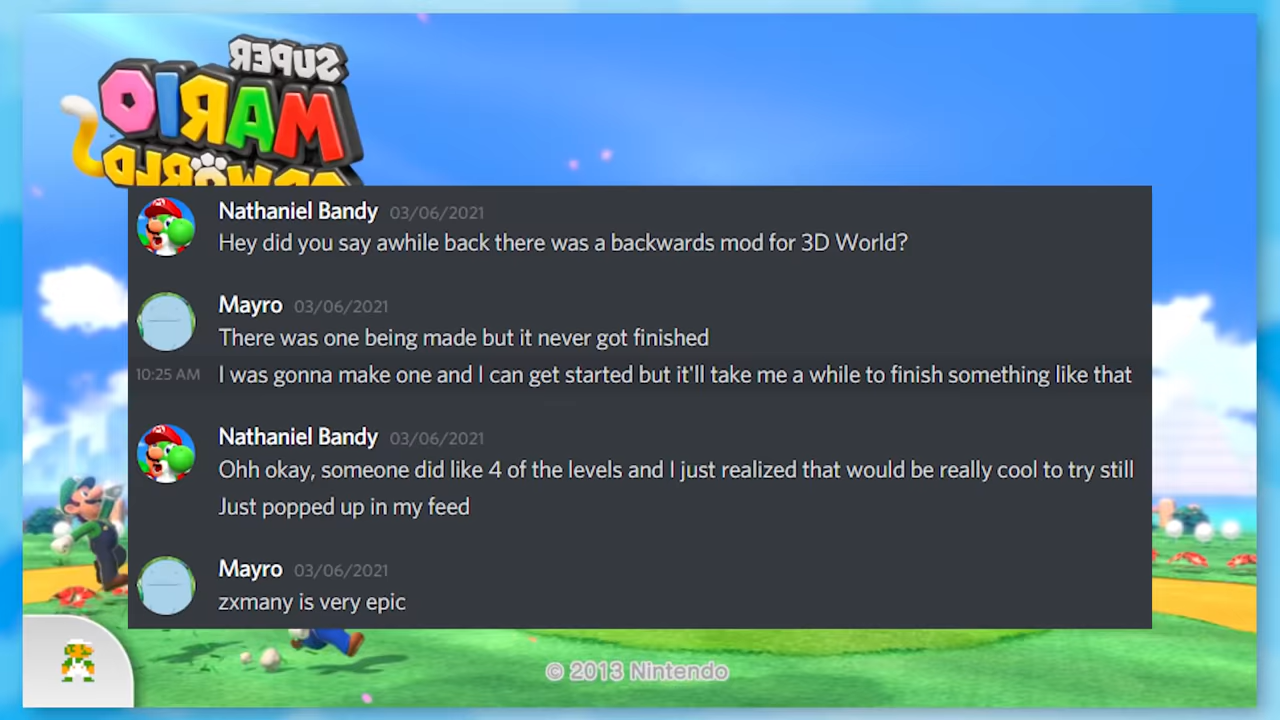 SUPER
MARIO
3D WORLD
Nathaniel Bandy 03/06/2021
Hey did you say awhile back there was a backwards mod for 3D World?
Mayro 03/06/2021
There was one being made but it never got finished
10:25 AM I was gonna make one and I can get started but it'll take me a while to finish something like that
Nathaniel Bandy 03/06/2021
Ohh okay, someone did like 4 of the levels and I just realized that would be really cool to try still
Just popped up in my feed
Mayro 03/06/2021
zxmany is very epic
© 2013 Nintendo